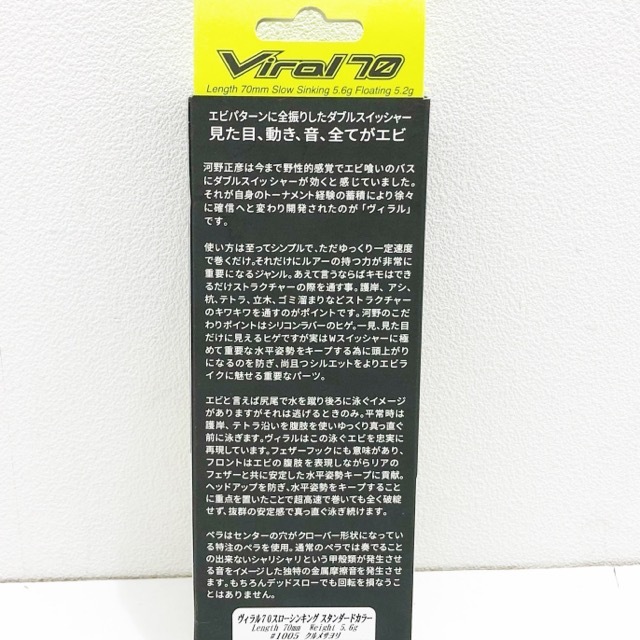 Viral 70
Length 70mm Slow Sinking 5.6g Floating 5.2g
エビパターンに全振りしたダブルスイッシャー
見た目、動き、音、全てがエビ
河野正彦は今まで野性的感覚でエビ喰いのバス
にダブルスイッシャーが効くと感じていました。
それが自身のトーナメント経験の蓄積により徐々
に確信へと変わり開発されたのが「ヴィラル」
です。
使い方は至ってシンプルで、ただゆっくり一定速度
で巻くだけ。それだけにルアーの持つ力が非常に
重要になるジャンル。あえて言うならばキモはでき
るだけストラクチャーの際を通す事。護岸、アシ、
杭、テトラ、立木、ゴミ溜まりなどストラクチャー
のキワキワを通すのがポイントです。河野のこだ
わりポイントはシリコンラバーのヒゲ。一見、見た目
だけに見えるヒゲですが実はWスイッシャーに極
めて重要な水平姿勢をキープする為に頭上がり
になるのを防ぎ、尚且つシルエットをよりエビラ
イクに魅せる重要なパーツ。
エビと言えば尻尾で水を蹴り後ろに泳ぐイメージ
がありますがそれは逃げるときのみ。平常時は
護岸、テトラ沿いを腹肢を使いゆっくり真っ直ぐ
前に泳ぎます。ヴィラルはこの泳ぐエビを忠実に
再現しています。フェザーフックにも意味があり、
フロントはエビの腹肢を表現しながらリアの
フェザーと共に安定した水平姿勢キープに貢献。
ヘッドアップを防ぎ、水平姿勢をキープすること
に重点を置いたことで超高速で巻いても全く破綻
せず、抜群の安定感で真っ直ぐ泳ぎ続けます。
ペラはセンターの穴がクローバー形状になってい
る特注のペラを使用。通常のペラでは奏でること
の出来ないシャリシャリという甲殻類が発生させ
る音をイメージした独特の金属摩擦音を発生させ
ます。もちろんデッドスローでも回転を損なうこ
とはありません。
ヴィラル70スローシンキング スタンダードカラー
Length 70mm Weight 5.6g
#1005 クルメサヨリ